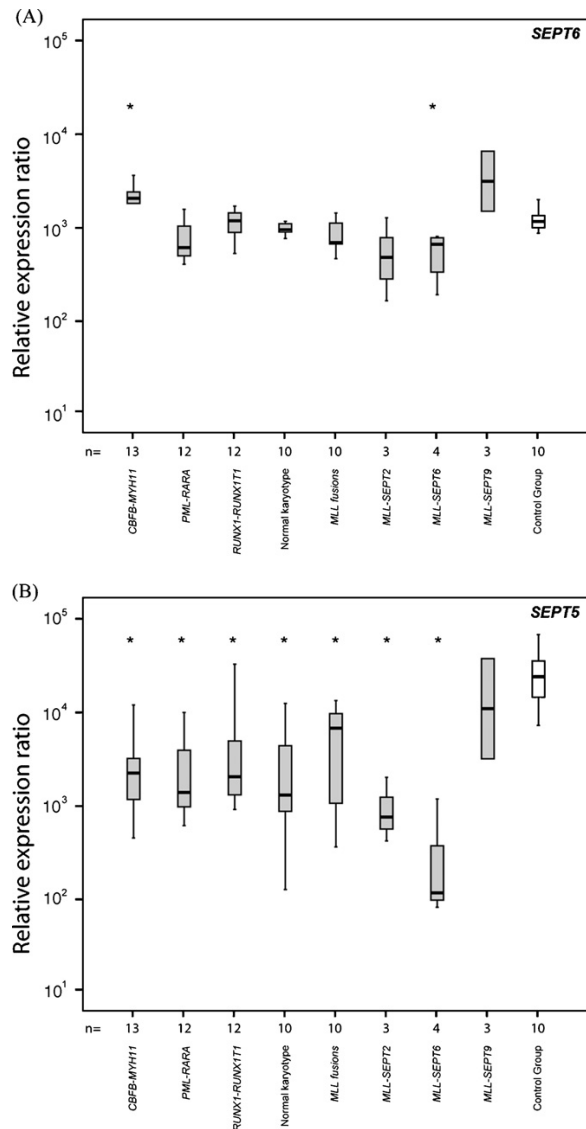 (A)
SEPT6
Relative expression ratio
10^5
*
*
10^4
10^3
10^2
10^1
n= 13 12 12 10 10 3 4 3 10
CBFB-MYH11
PML-RARA
RUNX1-RUNX1T1
Normal karyotype
MLL fusions
MLL-SEPT2
MLL-SEPT6
MLL-SEPT9
Control Group
(B)
SEPT5
Relative expression ratio
10^5
* * * * * * *
10^4
10^3
10^2
10^1
n= 13 12 12 10 10 3 4 3 10
CBFB-MYH11
PML-RARA
RUNX1-RUNX1T1
Normal karyotype
MLL fusions
MLL-SEPT2
MLL-SEPT6
MLL-SEPT9
Control Group